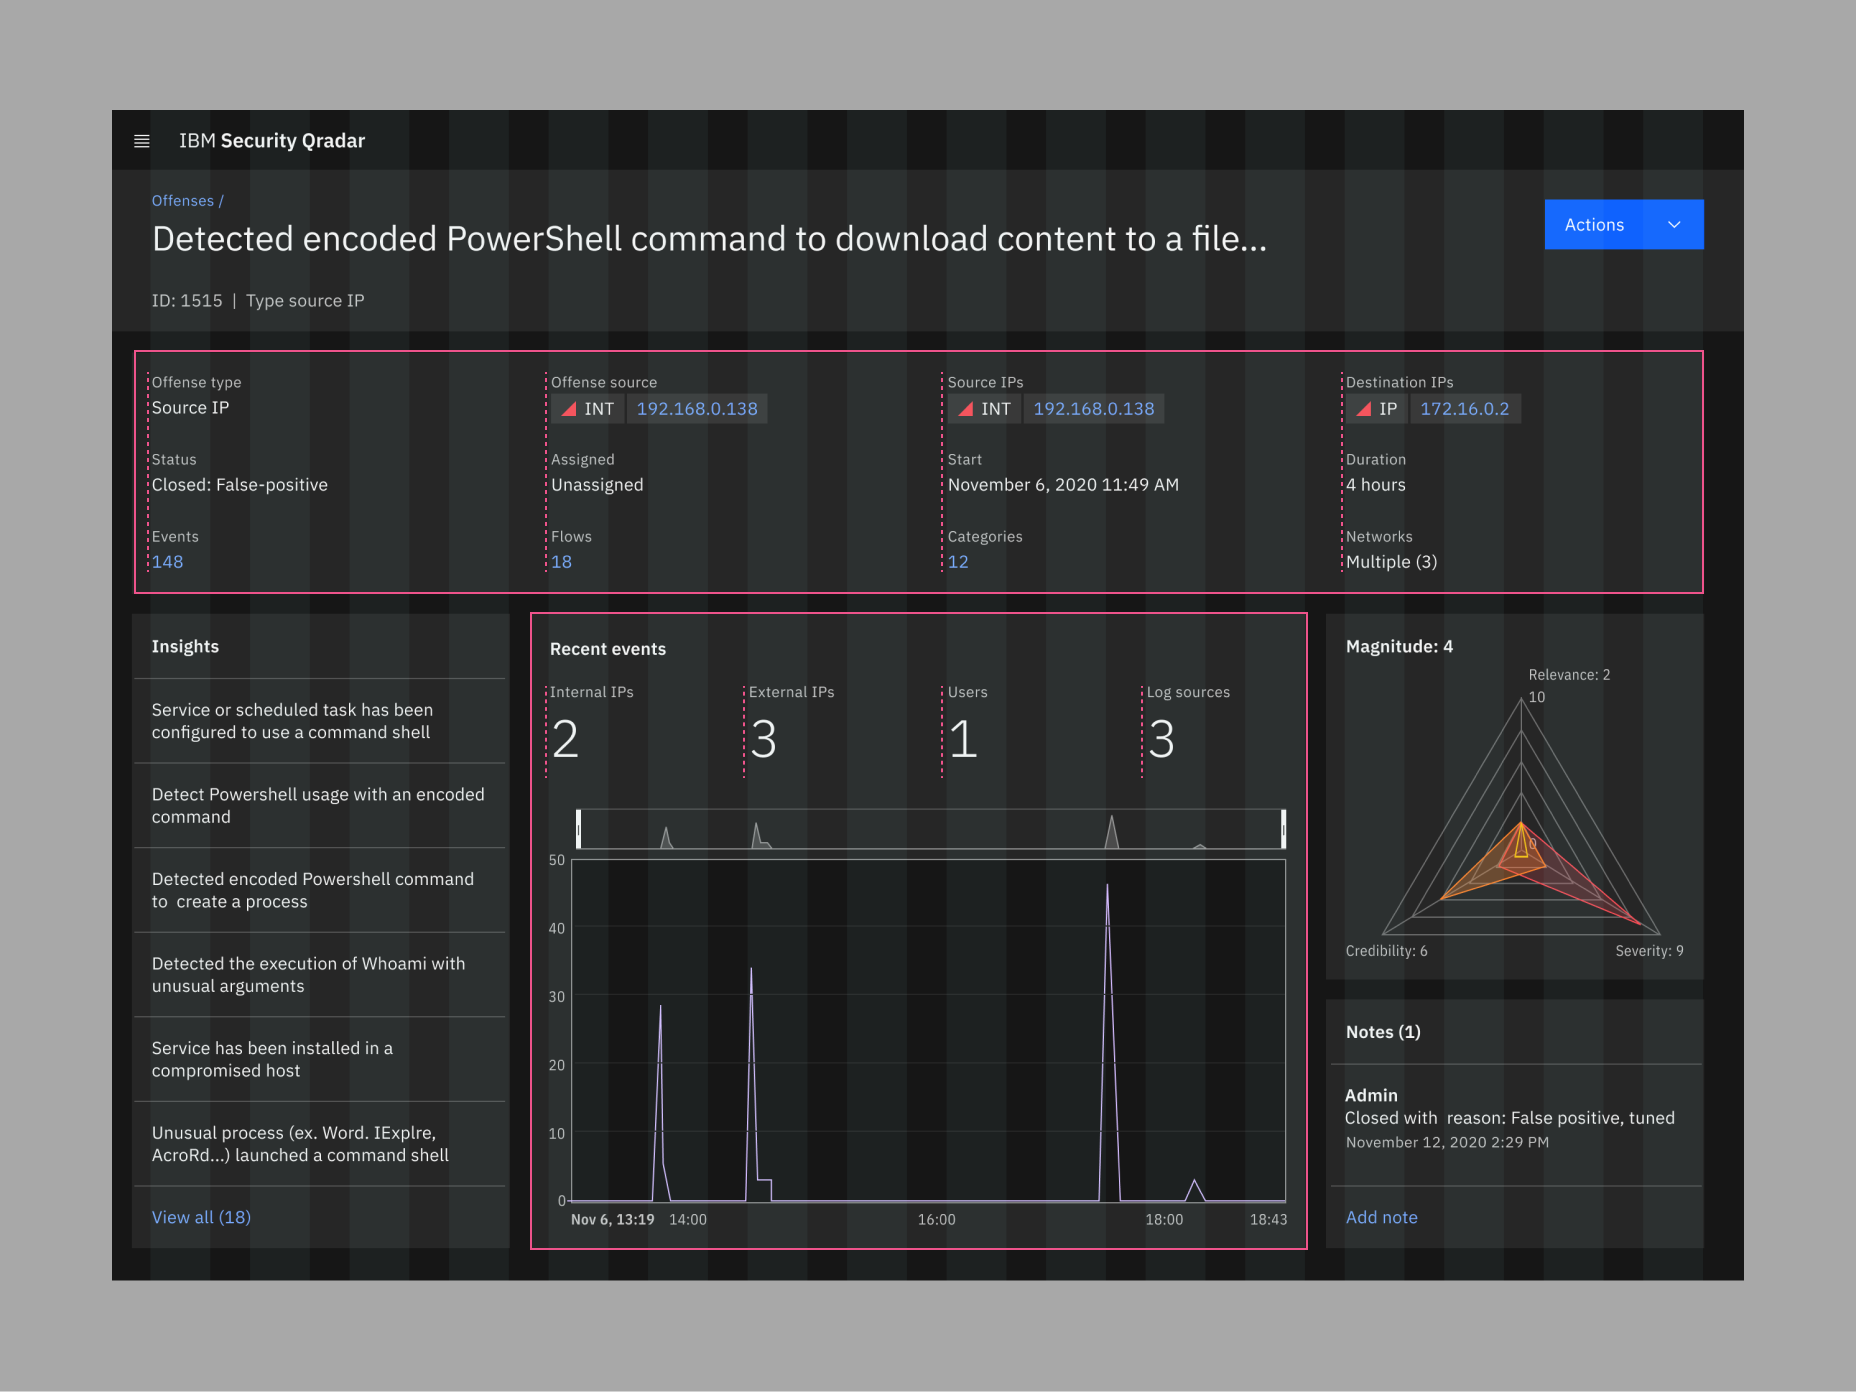 IBM Security Qradar
Offenses /
Detected encoded PowerShell command to download content to a file...
Actions
ID: 1515 | Type source IP
Offense type
Source IP
Offense source
INT 192.168.0.138
Source IPs
INT 192.168.0.138
Destination IPs
IP 172.16.0.2
Status
Closed: False-positive
Assigned
Unassigned
Start
November 6, 2020 11:49 AM
Duration
4 hours
Events
148
Flows
18
Categories
12
Networks
Multiple (3)
Insights
Service or scheduled task has been
configured to use a command shell
Detect Powershell usage with an encoded
command
Detected encoded Powershell command
to  create a process
Detected the execution of Whoami with
unusual arguments
Service has been installed in a
compromised host
Unusual process (ex. Word. IExplre,
AcroRd...) launched a command shell
View all (18)
Recent events
Internal IPs
2
External IPs
3
Users
1
Log sources
3
50
40
30
20
10
0
Nov 6, 13:19 14:00 16:00 18:00 18:43
Magnitude: 4
Relevance: 2
10
0
Credibility: 6 Severity: 9
Notes (1)
Admin
Closed with  reason: False positive, tuned
November 12, 2020 2:29 PM
Add note